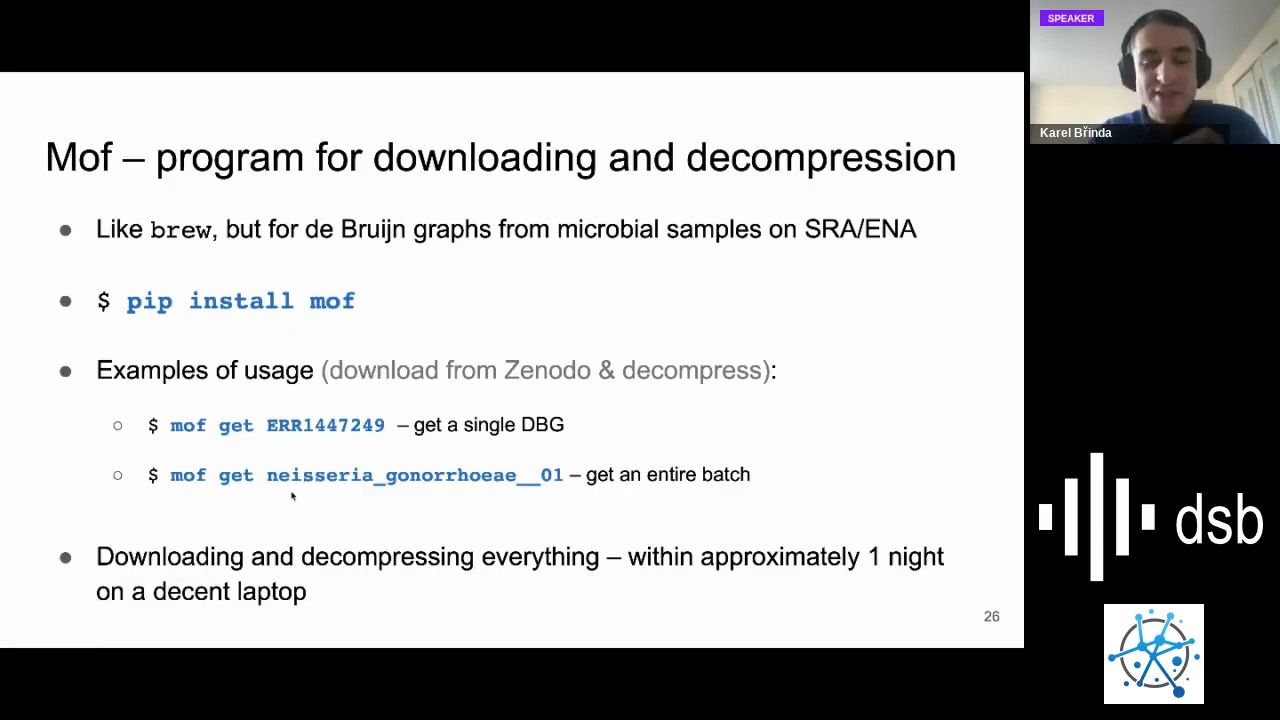 SPEAKER
Karel Břinda
Mof – program for downloading and decompression
● Like brew, but for de Bruijn graphs from microbial samples on SRA/ENA
● $ pip install mof
● Examples of usage (download from Zenodo & decompress):
○ $ mof get ERR1447249 – get a single DBG
○ $ mof get neisseria_gonorrhoeae__01 – get an entire batch
● Downloading and decompressing everything – within approximately 1 night
on a decent laptop
26
dsb